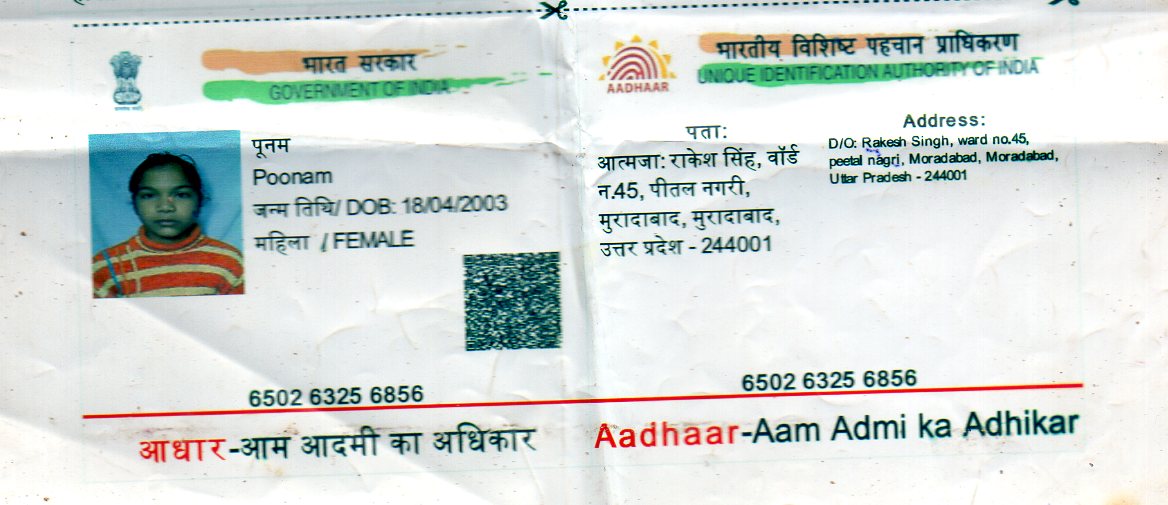 भारत सरकार
GOVERNMENT OF INDIA
पूनम
Poonam
जन्म तिथि/ DOB: 18/04/2003
महिला / FEMALE
6502 6325 6856
आधार-आम आदमी का अधिकार
भारतीय विशिष्ट पहचान प्राधिकरण
UNIQUE IDENTIFICATION AUTHORITY OF INDIA
AADHAAR
पता:
आत्मजा: राकेश सिंह, वॉर्ड
न.45, पीतल नगरी,
मुरादाबाद, मुरादाबाद,
उत्तर प्रदेश - 244001
Address:
D/O: Rakesh Singh, ward no.45,
peetal nagri, Moradabad, Moradabad,
Uttar Pradesh - 244001
6502 6325 6856
Aadhaar-Aam Admi ka Adhikar